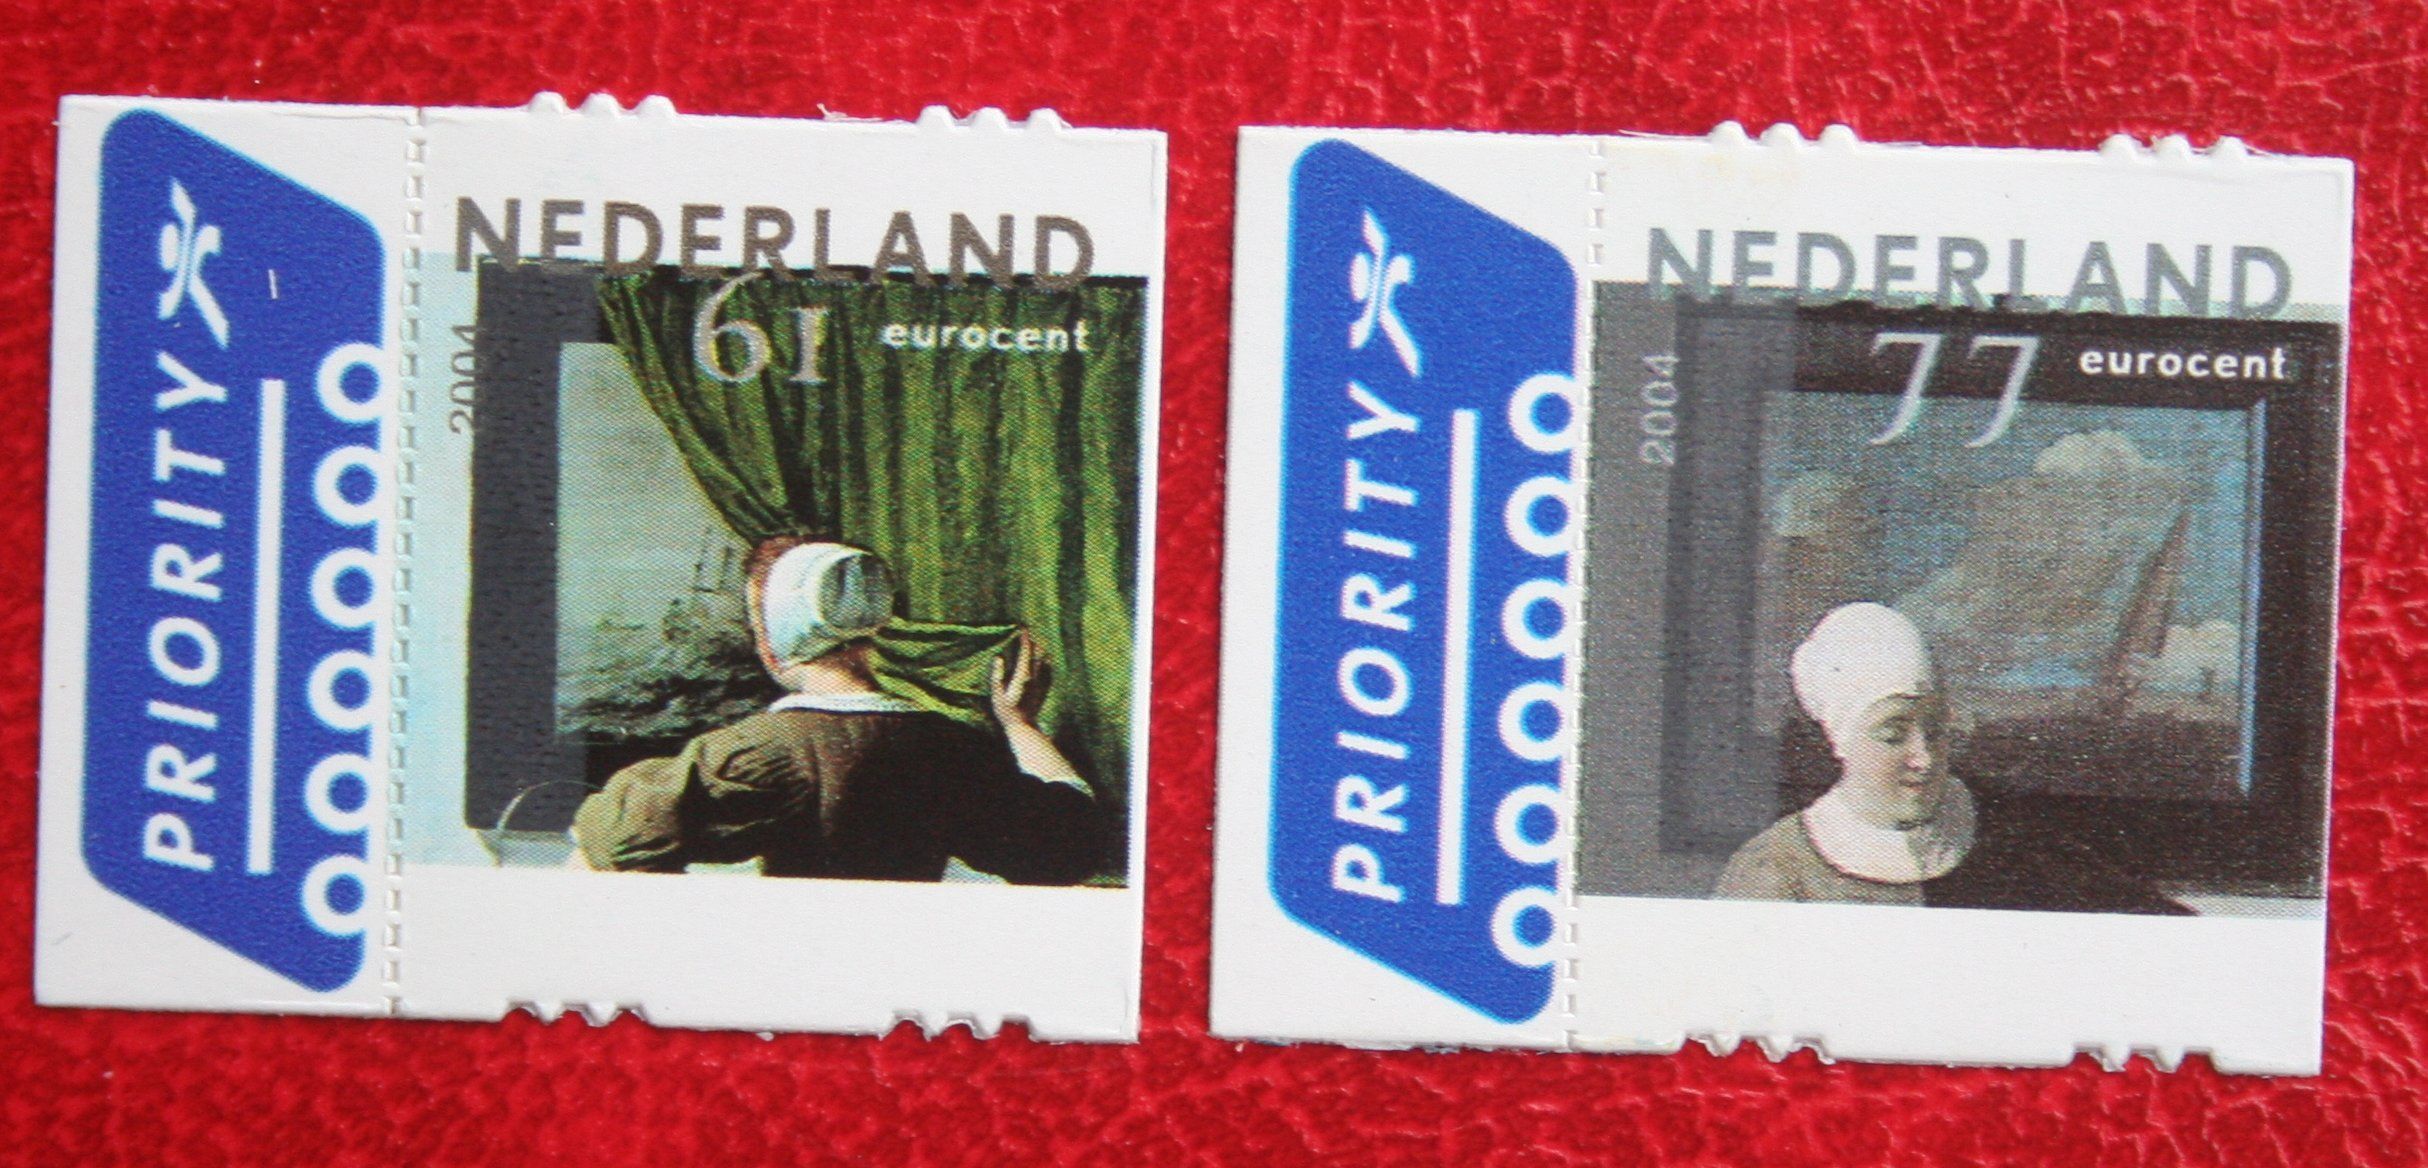 PRIORITY
NEDERLAND
61 eurocent
2004
PRIORITY
NEDERLAND
77 eurocent
2004